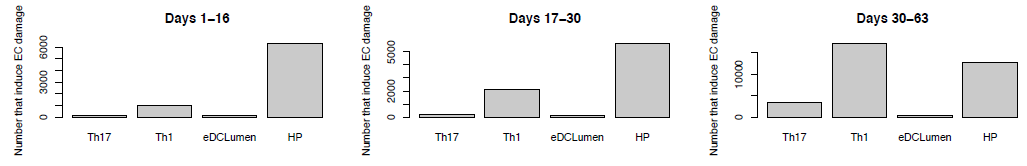 Days 1–16
Number that induce EC damage
6000
3000
0
Th17 Th1 eDCLumen HP
Days 17–30
Number that induce EC damage
5000
2000
0
Th17 Th1 eDCLumen HP
Days 30–63
Number that induce EC damage
10000
0
Th17 Th1 eDCLumen HP